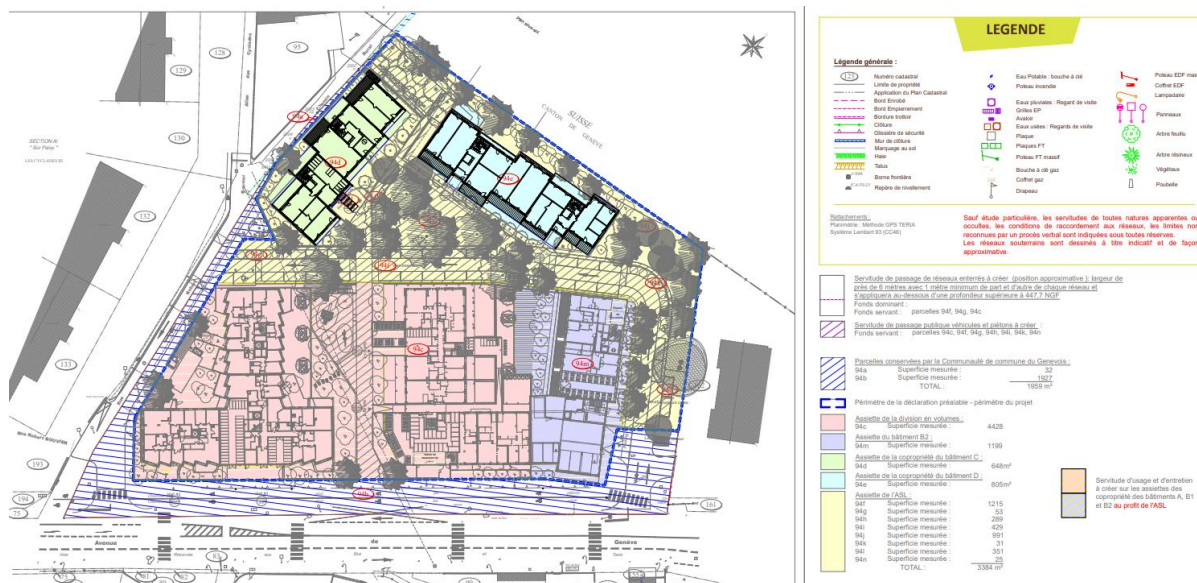 95
128
129
130
SECTION AI
" Sur Paisy "
132
133
193
194
75
161
SUISSE
CANTON DE GENEVE
94d
94e
94j
94c
94m
94b
Avenue
de
Genève
LEGENDE
Légende générale :
123 Numéro cadastral
Limite de propriété
Application du Plan Cadastral
Bord Enrobé
Bord Empierrement
Bordure trottoir
Clôture
Glissière de sécurité
Mur de clôture
Marquage au sol
Haie
Talus
Borne frontière
Repère de nivellement
Eau Potable : bouche à clé
Poteau incendie
Eaux pluviales : Regard de visite
Grilles EP
Avaloir
Eaux usées : Regards de visite
Plaque
Plaques FT
Poteau FT massif
Bouche à clé gaz
Coffret gaz
Drapeau
Poteau EDF mas
Coffret EDF
Lampadaire
Panneaux
Arbre feuillu
Arbre résineux
Végétaux
Poubelle
Rattachements :
Planimétrie : Méthode GPS TERIA
Système Lambert 93 (CC46)
Sauf étude particulière, les servitudes de toutes natures apparentes ou
occultes, les conditions de raccordement aux réseaux, les limites non
reconnues par un procès verbal sont indiquées sous toutes réserves.
Les réseaux souterrains sont dessinés à titre indicatif et de façon
approximative.
Servitude de passage de réseaux enterrés à créer (position approximative ): largeur de
près de 6 mètres avec 1 mètre minimum de part et d'autre de chaque réseau et
s'appliquera au-dessous d'une profondeur supérieure à 447.7 NGF
Fonds dominant :
Fonds servant : parcelles 94f, 94g, 94c
Servitude de passage publique véhicules et piétons à créer :
Fonds servant : parcelles 94c, 94f, 94g, 94h, 94i, 94k, 94n
Parcelles conservées par la Communauté de commune du Genevois :
94a Superficie mesurée : 32
94b Superficie mesurée : 1927
TOTAL : 1959 m²
Périmètre de la déclaration préalable - périmètre du projet
Assiette de la division en volumes :
94c Superficie mesurée : 4428
Assiette du bâtiment B2 :
94m Superficie mesurée : 1199
Assiette de la copropriété du bâtiment C :
94d Superficie mesurée : 648m²
Assiette de la copropriété du bâtiment D :
94e Superficie mesurée : 805m²
Assiette de l'ASL :
94f Superficie mesurée : 1215
94g Superficie mesurée : 53
94h Superficie mesurée : 289
94i Superficie mesurée : 429
94j Superficie mesurée : 991
94k Superficie mesurée : 31
94l Superficie mesurée : 351
94n Superficie mesurée : 25
TOTAL : 3384 m²
Servitude d'usage et d'entretien
à créer sur les assiettes des
copropriété des bâtiments A, B1
et B2 au profit de l'ASL